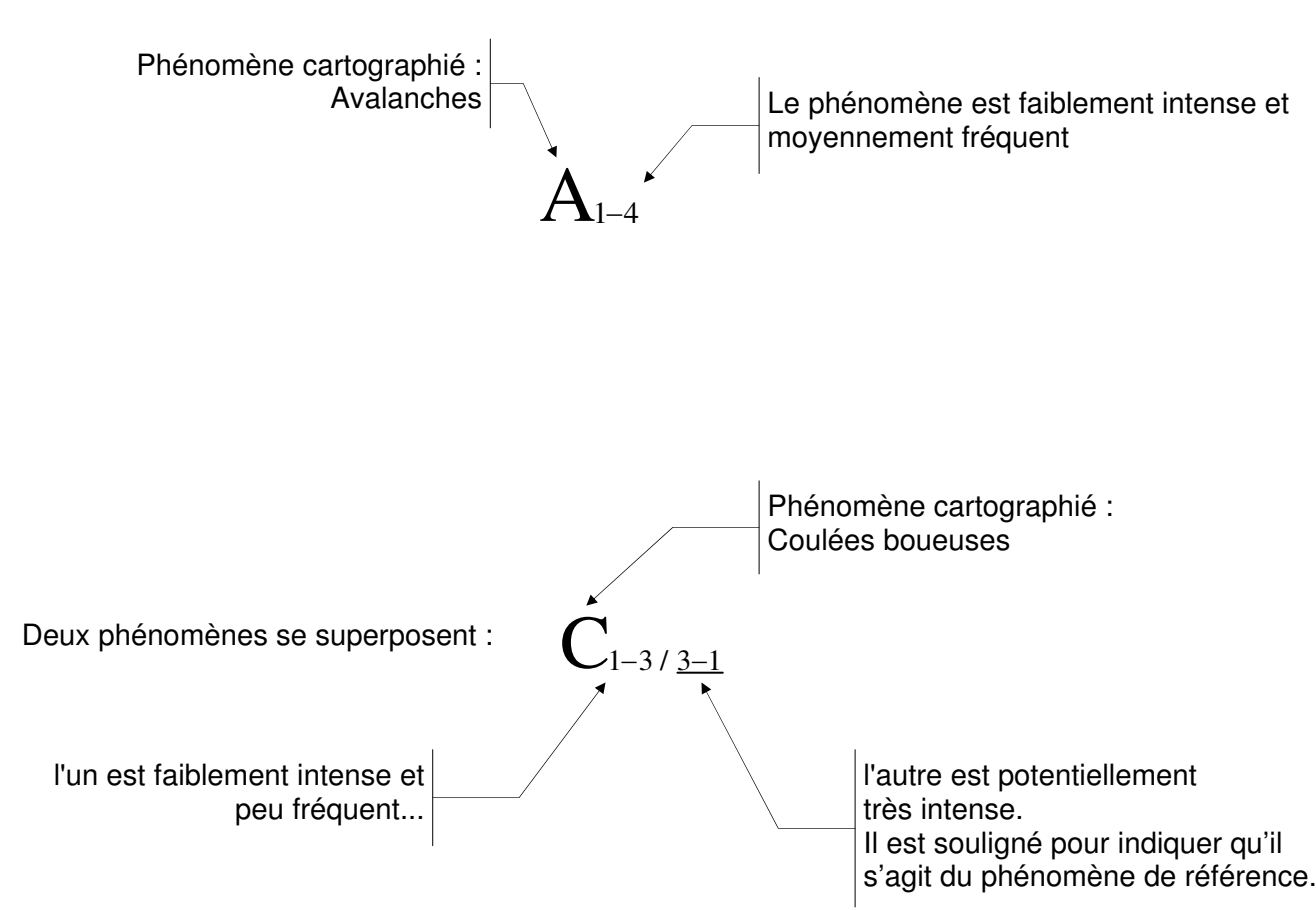 Phénomène cartographié :
Avalanches
Le phénomène est faiblement intense et
moyennement fréquent
A1–4
Phénomène cartographié :
Coulées boueuses
Deux phénomènes se superposent :
C1–3 / 3–1
l'un est faiblement intense et
peu fréquent...
l'autre est potentiellement
très intense.
Il est souligné pour indiquer qu’il
s’agit du phénomène de référence.